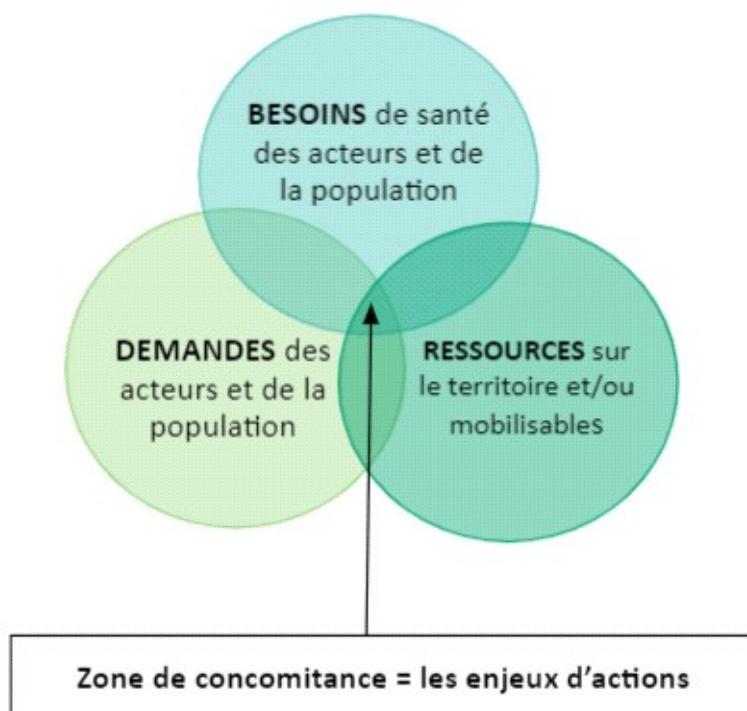 BESOINS de santé
des acteurs et de
la population
DEMANDES des
acteurs et de la
population
RESSOURCES sur
le territoire et/ou
mobilisables
Zone de concomitance = les enjeux d'actions